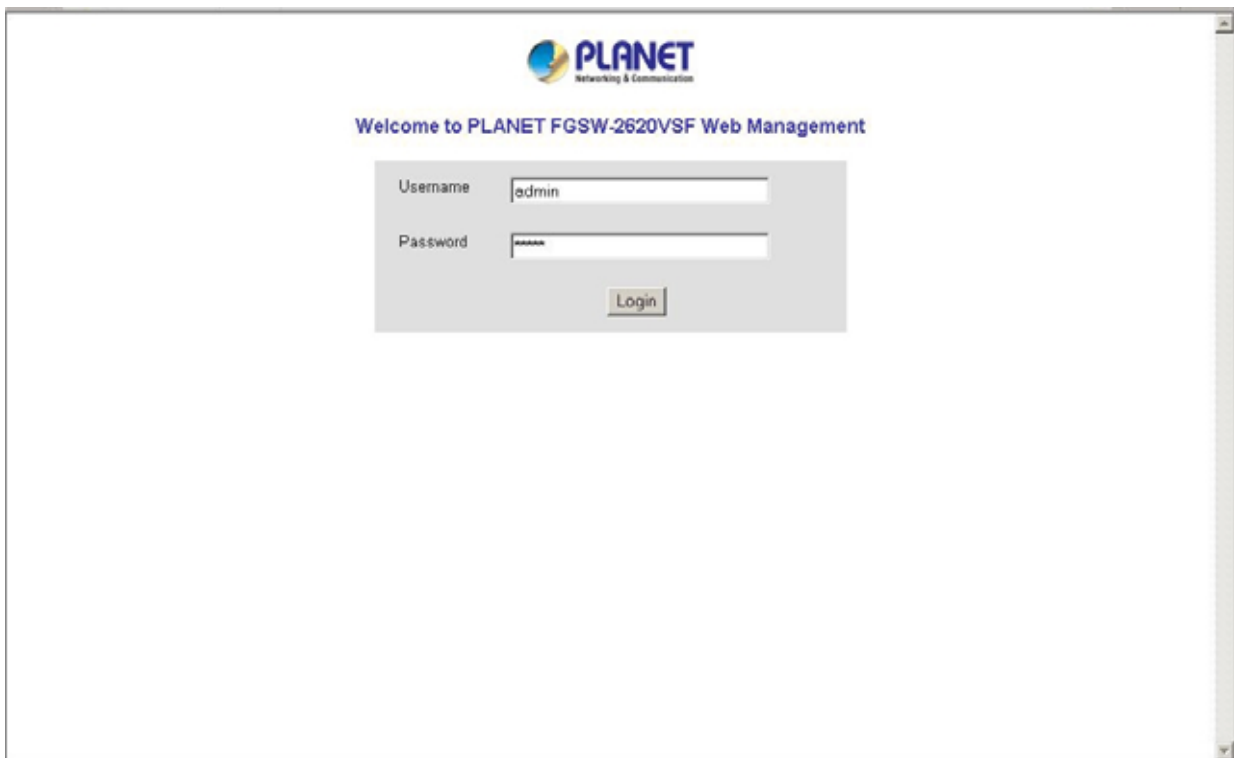 PLANET
Networking & Communication
Welcome to PLANET FGSW-2620VSF Web Management
Username admin
Password *****
Login